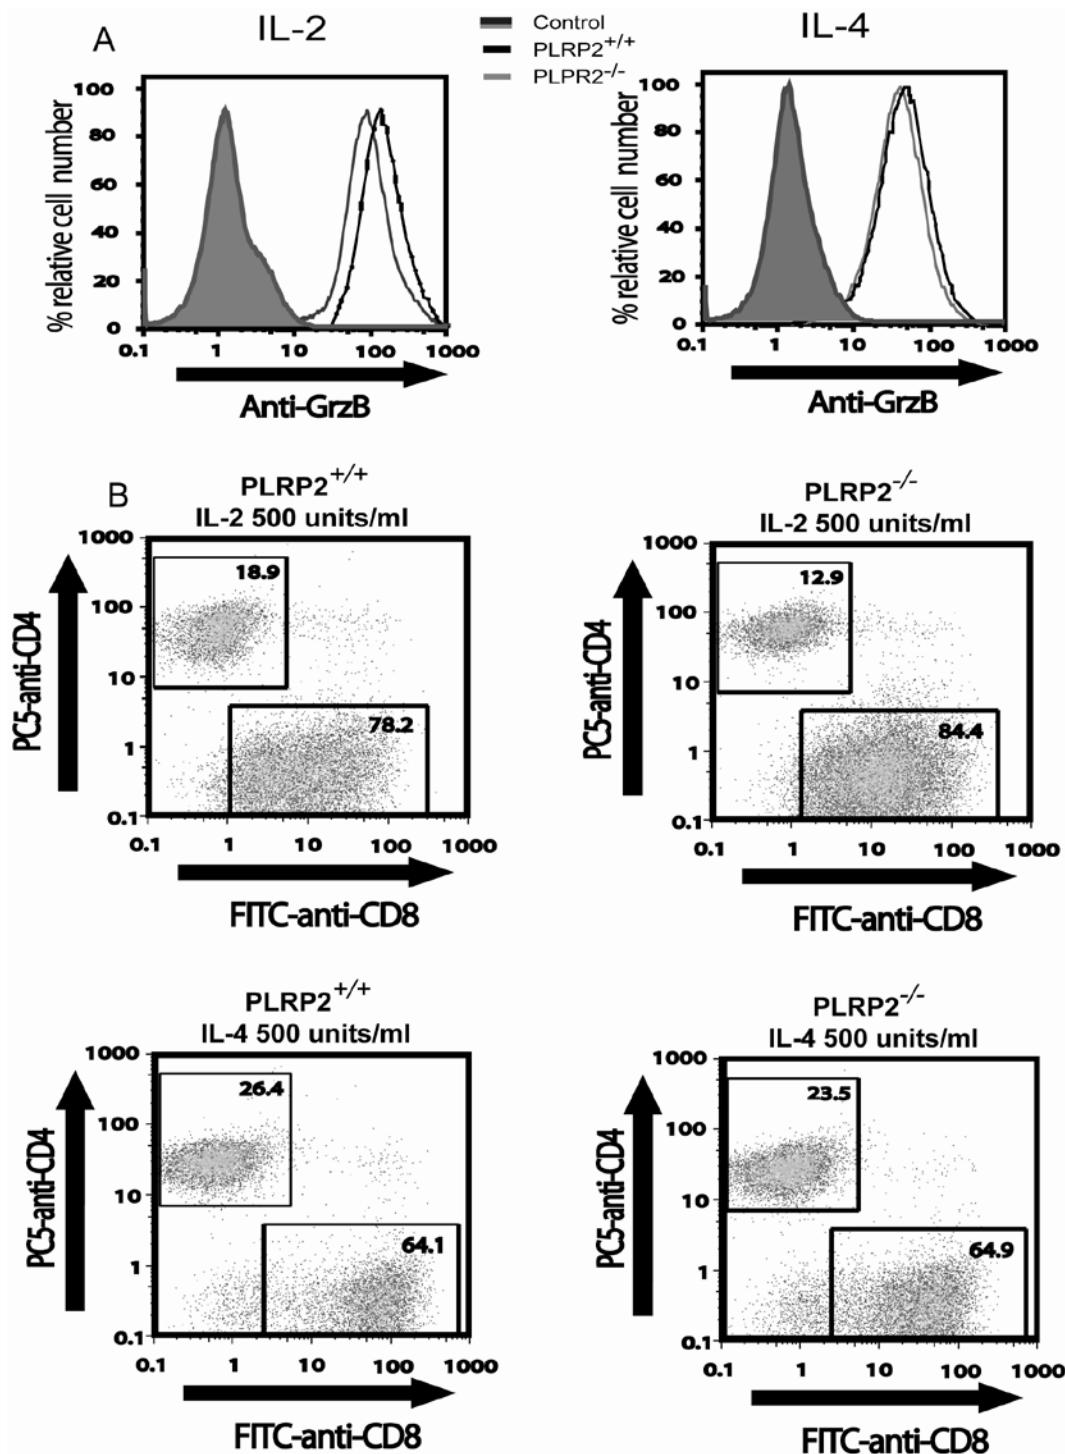 A
IL-2
Control
PLRP2+/+
PLPR2-/-
IL-4
% relative cell number
100
80
60
40
20
0
0.1 1 10 100 1000
Anti-GrzB
% relative cell number
100
80
60
40
20
0
0.1 1 10 100 1000
Anti-GrzB
B
PLRP2+/+
IL-2 500 units/ml
PC5-anti-CD4
1000
100
10
1
0.1
18.9
78.2
0.1 1 10 100 1000
FITC-anti-CD8
PLRP2-/-
IL-2 500 units/ml
PC5-anti-CD4
1000
100
10
1
0.1
12.9
84.4
0.1 1 10 100 1000
FITC-anti-CD8
PLRP2+/+
IL-4 500 units/ml
PC5-anti-CD4
1000
100
10
1
0.1
26.4
64.1
0.1 1 10 100 1000
FITC-anti-CD8
PLRP2-/-
IL-4 500 units/ml
PC5-anti-CD4
1000
100
10
1
0.1
23.5
64.9
0.1 1 10 100 1000
FITC-anti-CD8